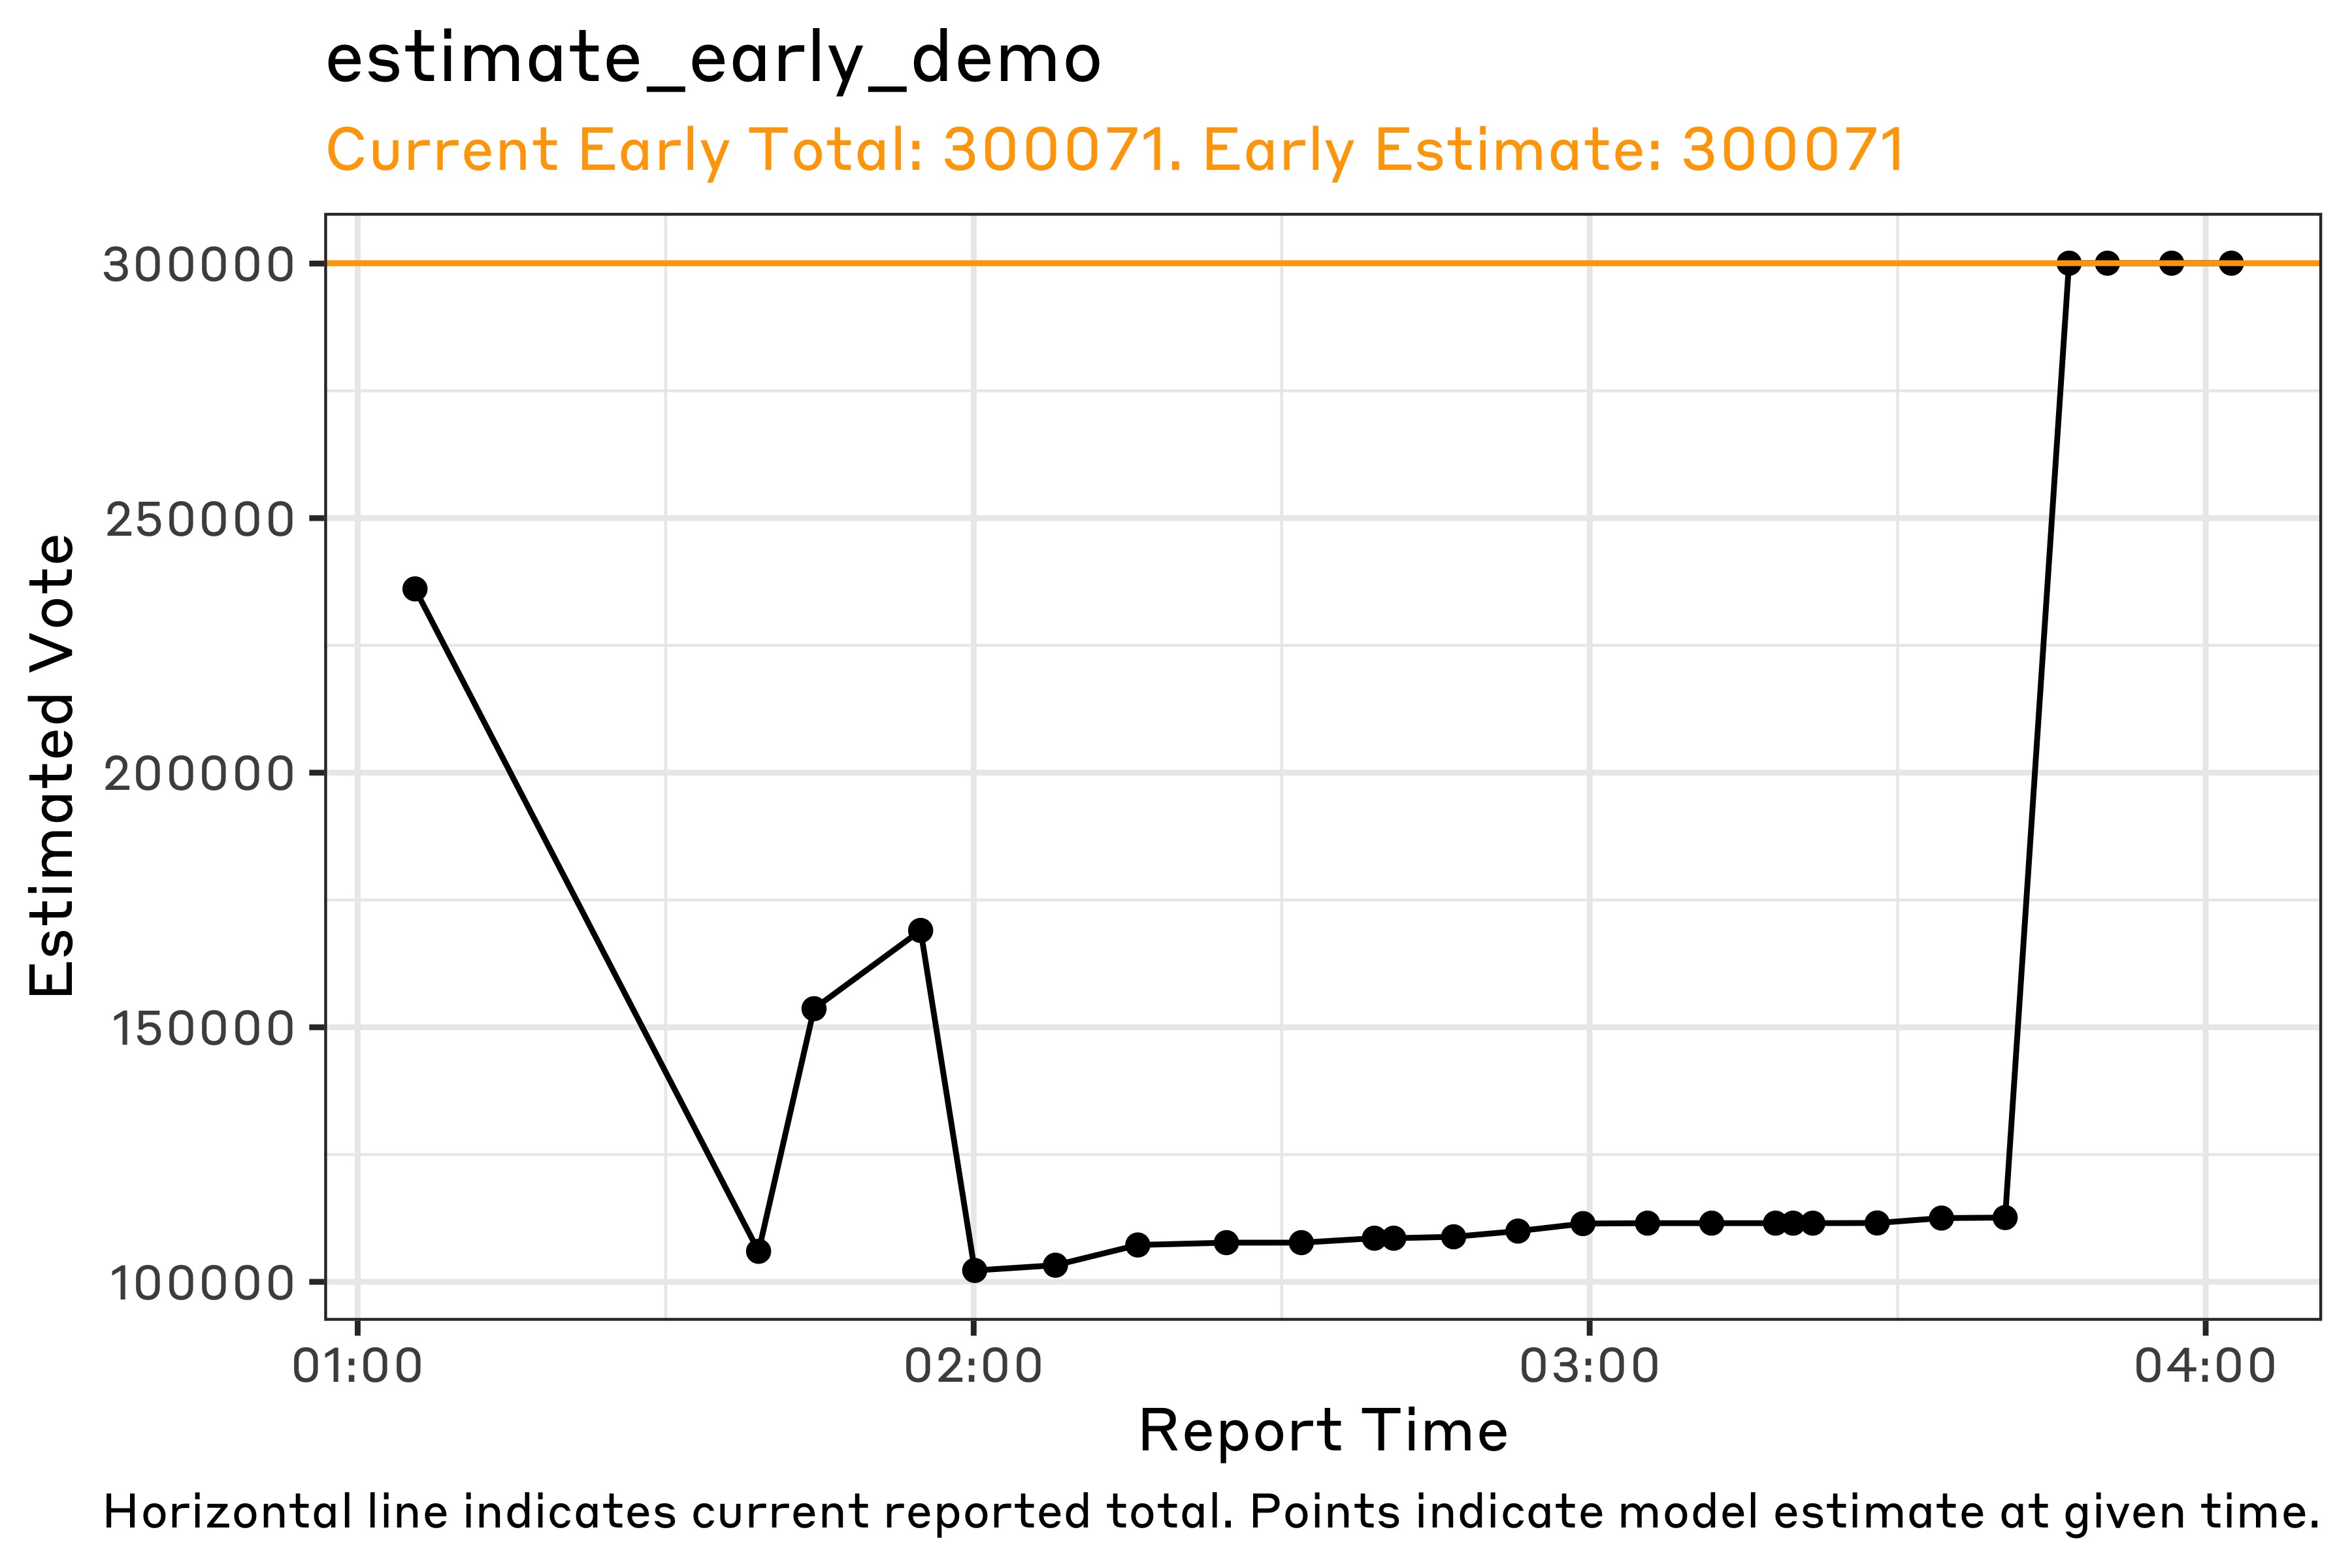 estimate_early_demo
Current Early Total: 300071. Early Estimate: 300071
300000
250000
200000
150000
100000
Estimated Vote
01:00 02:00 03:00 04:00
Report Time
Horizontal line indicates current reported total. Points indicate model estimate at given time.